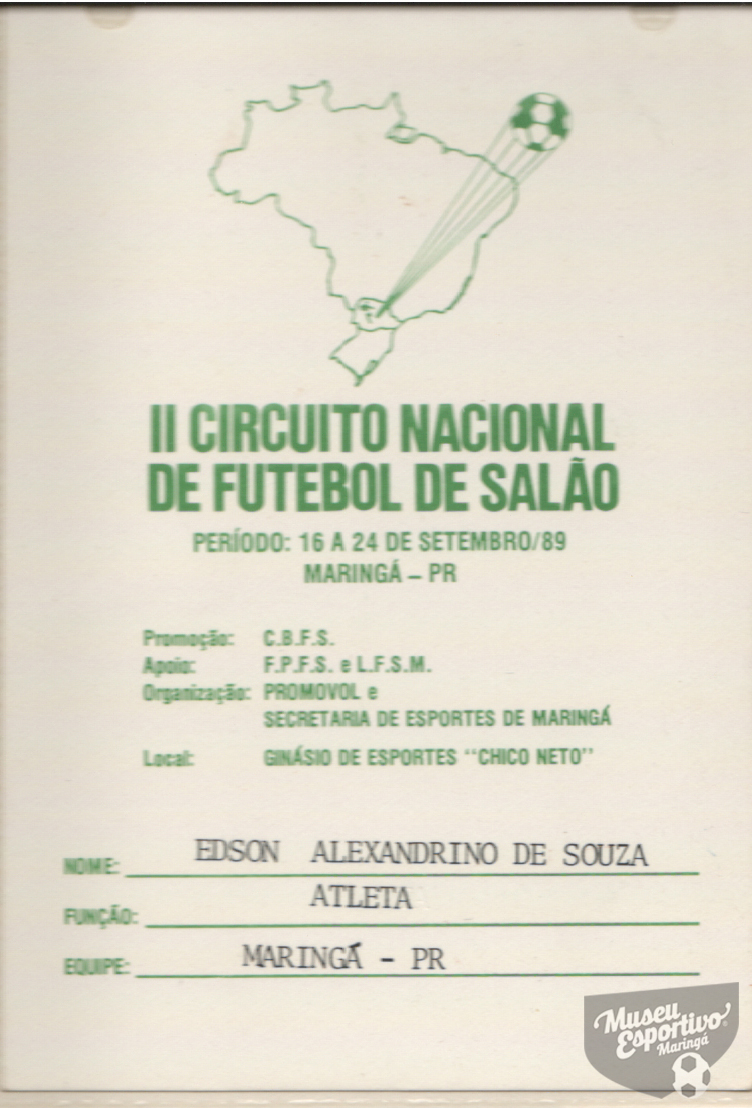 II CIRCUITO NACIONAL
DE FUTEBOL DE SALÃO
PERÍODO: 16 A 24 DE SETEMBRO/89
MARINGÁ – PR
Promoção: C.B.F.S.
Apoio: F.P.F.S. e L.F.S.M.
Organização: PROMOVOL e
SECRETARIA DE ESPORTES DE MARINGÁ
Local: GINÁSIO DE ESPORTES "CHICO NETO"
NOME: EDSON ALEXANDRINO DE SOUZA
FUNÇÃO: ATLETA
EQUIPE: MARINGÁ - PR
Museu
Esportivo
Maringá